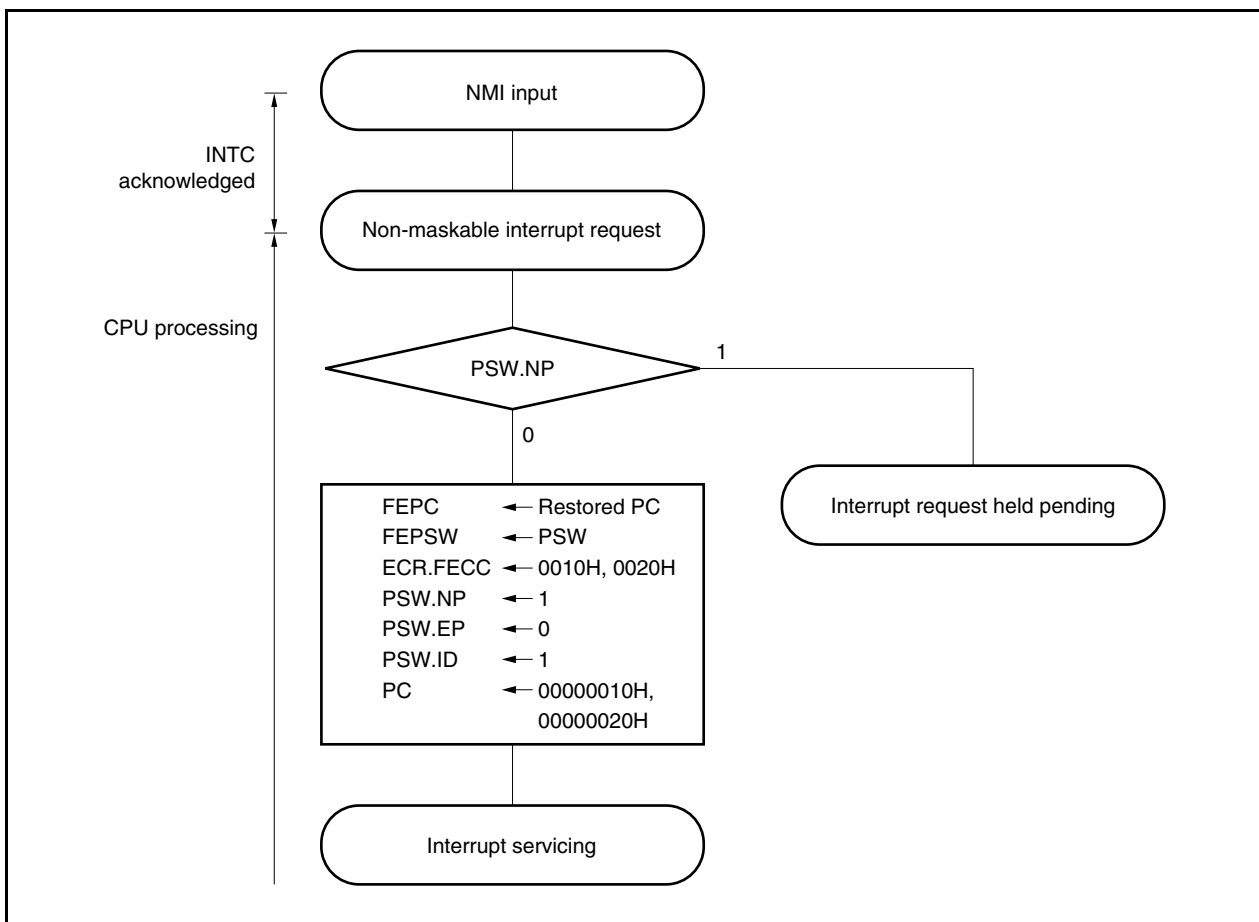 NMI input
INTC
acknowledged
Non-maskable interrupt request
CPU processing
PSW.NP
1
0
FEPC ← Restored PC
FEPSW ← PSW
ECR.FECC ← 0010H, 0020H
PSW.NP ← 1
PSW.EP ← 0
PSW.ID ← 1
PC ← 00000010H,
00000020H
Interrupt request held pending
Interrupt servicing